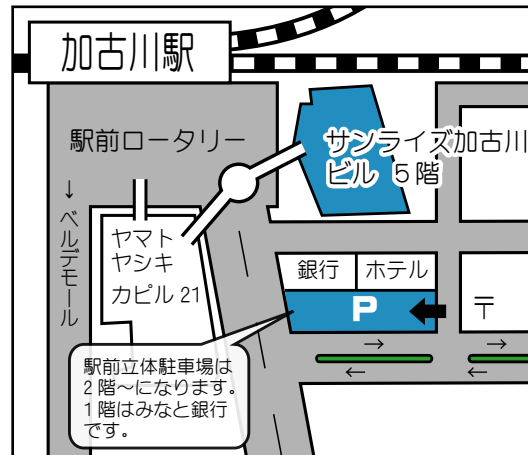 加古川駅
駅前ロータリー
サンライズ加古川
ビル 5階
↓ベルデモール
ヤマト
ヤシキ
カピル21
銀行
ホテル
P
〒
駅前立体駐車場は
2階~になります。
1階はみなと銀行
です。
→
←
→
←